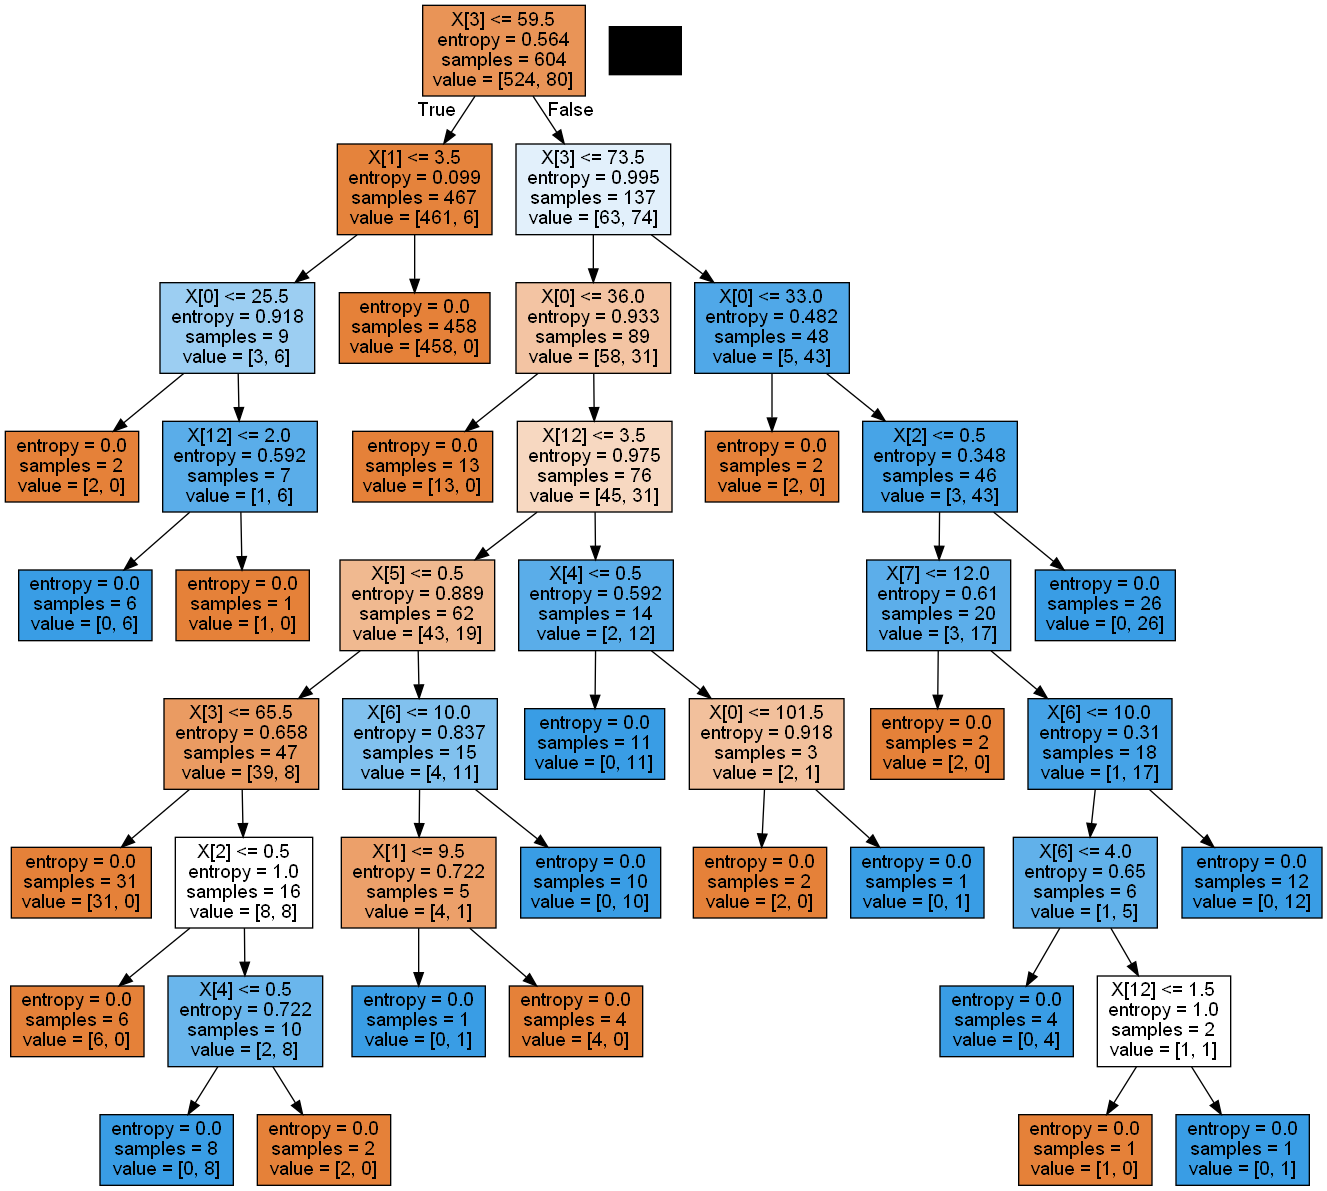 X[3] <= 59.5
entropy = 0.564
samples = 604
value = [524, 80]
True
False
X[1] <= 3.5
entropy = 0.099
samples = 467
value = [461, 6]
X[3] <= 73.5
entropy = 0.995
samples = 137
value = [63, 74]
X[0] <= 25.5
entropy = 0.918
samples = 9
value = [3, 6]
entropy = 0.0
samples = 458
value = [458, 0]
X[0] <= 36.0
entropy = 0.933
samples = 89
value = [58, 31]
X[0] <= 33.0
entropy = 0.482
samples = 48
value = [5, 43]
entropy = 0.0
samples = 2
value = [2, 0]
X[12] <= 2.0
entropy = 0.592
samples = 7
value = [1, 6]
entropy = 0.0
samples = 13
value = [13, 0]
X[12] <= 3.5
entropy = 0.975
samples = 76
value = [45, 31]
entropy = 0.0
samples = 2
value = [2, 0]
X[2] <= 0.5
entropy = 0.348
samples = 46
value = [3, 43]
entropy = 0.0
samples = 6
value = [0, 6]
entropy = 0.0
samples = 1
value = [1, 0]
X[5] <= 0.5
entropy = 0.889
samples = 62
value = [43, 19]
X[4] <= 0.5
entropy = 0.592
samples = 14
value = [2, 12]
X[7] <= 12.0
entropy = 0.61
samples = 20
value = [3, 17]
entropy = 0.0
samples = 26
value = [0, 26]
X[3] <= 65.5
entropy = 0.658
samples = 47
value = [39, 8]
X[6] <= 10.0
entropy = 0.837
samples = 15
value = [4, 11]
entropy = 0.0
samples = 11
value = [0, 11]
X[0] <= 101.5
entropy = 0.918
samples = 3
value = [2, 1]
entropy = 0.0
samples = 2
value = [2, 0]
X[6] <= 10.0
entropy = 0.31
samples = 18
value = [1, 17]
entropy = 0.0
samples = 31
value = [31, 0]
X[2] <= 0.5
entropy = 1.0
samples = 16
value = [8, 8]
X[1] <= 9.5
entropy = 0.722
samples = 5
value = [4, 1]
entropy = 0.0
samples = 10
value = [0, 10]
entropy = 0.0
samples = 2
value = [2, 0]
entropy = 0.0
samples = 1
value = [0, 1]
X[6] <= 4.0
entropy = 0.65
samples = 6
value = [1, 5]
entropy = 0.0
samples = 12
value = [0, 12]
entropy = 0.0
samples = 6
value = [6, 0]
X[4] <= 0.5
entropy = 0.722
samples = 10
value = [2, 8]
entropy = 0.0
samples = 1
value = [0, 1]
entropy = 0.0
samples = 4
value = [4, 0]
entropy = 0.0
samples = 4
value = [0, 4]
X[12] <= 1.5
entropy = 1.0
samples = 2
value = [1, 1]
entropy = 0.0
samples = 8
value = [0, 8]
entropy = 0.0
samples = 2
value = [2, 0]
entropy = 0.0
samples = 1
value = [1, 0]
entropy = 0.0
samples = 1
value = [0, 1]